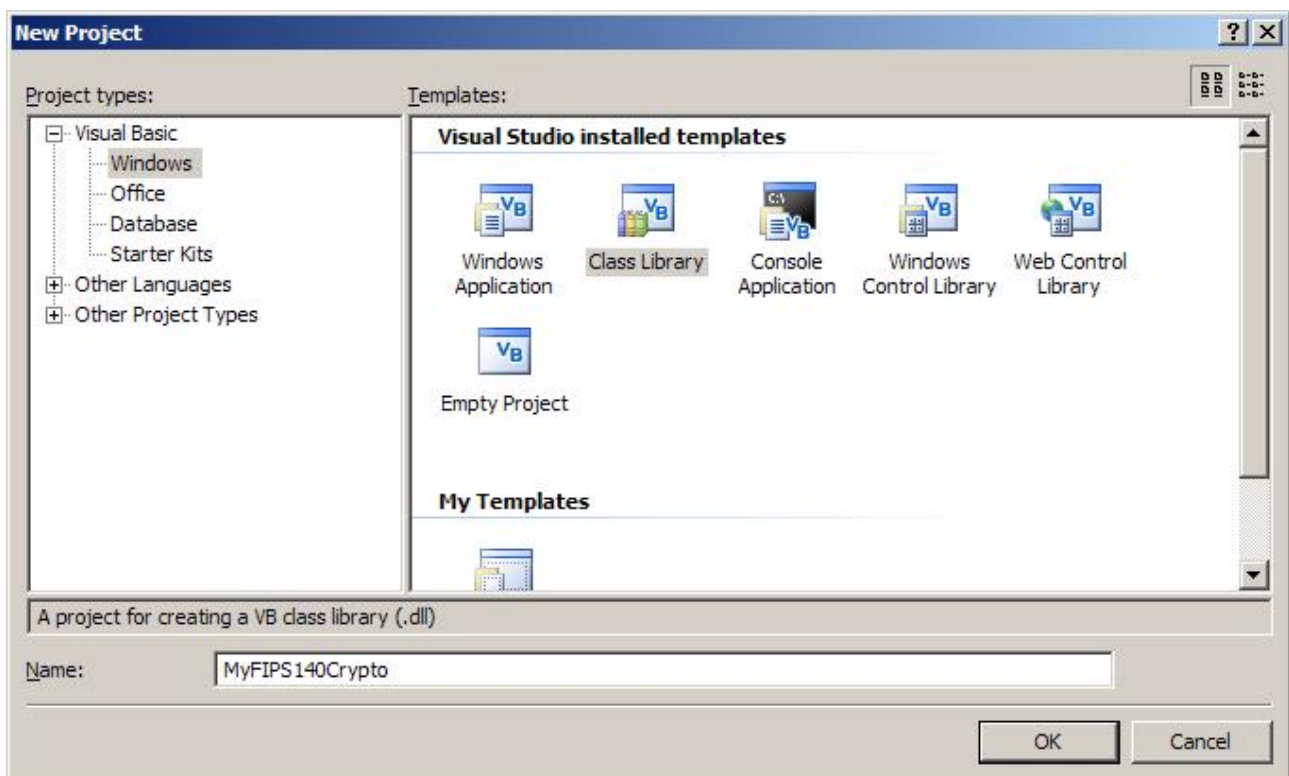 New Project
Project types:
Templates:
Visual Basic
Windows
Office
Database
Starter Kits
Other Languages
Other Project Types
Visual Studio installed templates
Windows Application
Class Library
Console Application
Windows Control Library
Web Control Library
Empty Project
My Templates
A project for creating a VB class library (.dll)
Name:
MyFIPS140Crypto
OK
Cancel